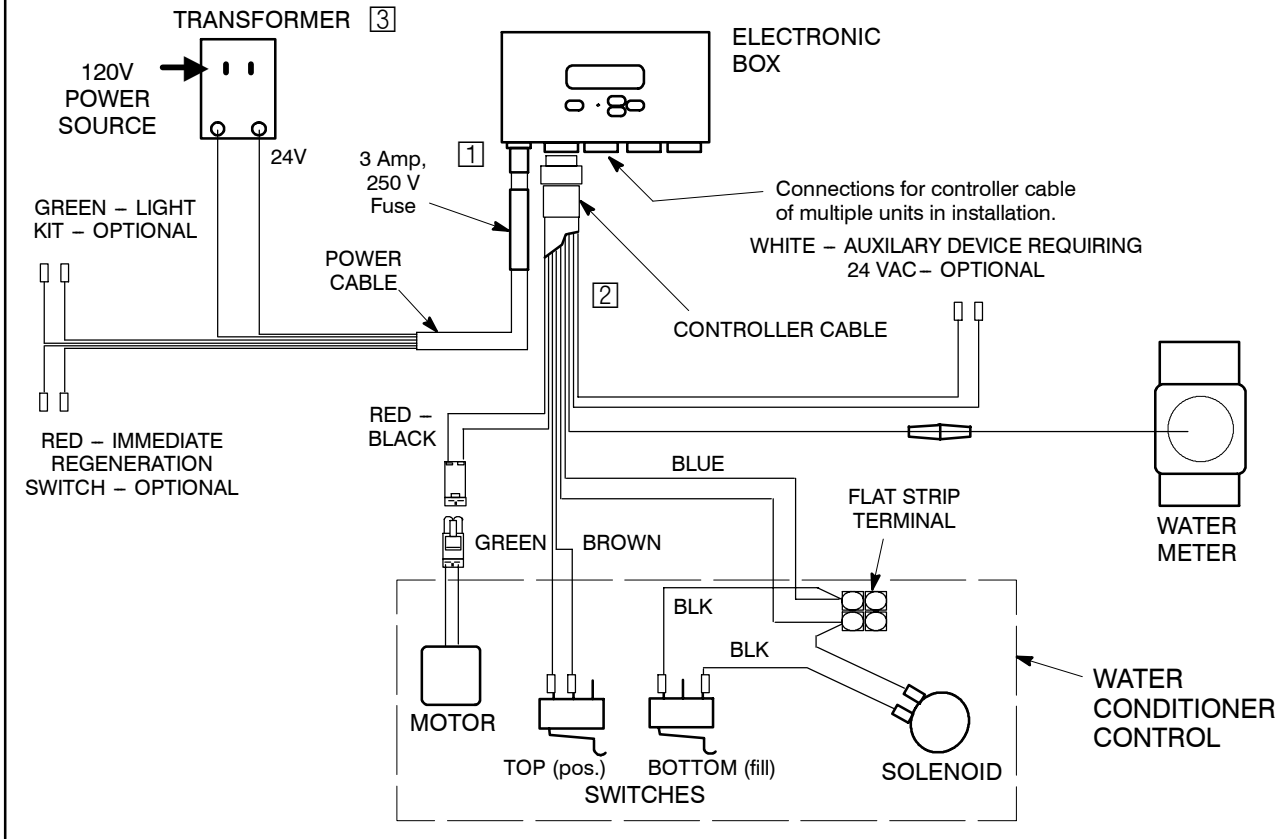 TRANSFORMER 3
120V
POWER
SOURCE
24V
ELECTRONIC
BOX
1
3 Amp,
250 V
Fuse
Connections for controller cable
of multiple units in installation.
GREEN – LIGHT
KIT – OPTIONAL
WHITE – AUXILARY DEVICE REQUIRING
24 VAC – OPTIONAL
POWER
CABLE
2
CONTROLLER CABLE
RED –
BLACK
RED – IMMEDIATE
REGENERATION
SWITCH – OPTIONAL
BLUE
FLAT STRIP
TERMINAL
WATER
METER
GREEN
BROWN
BLK
BLK
MOTOR
TOP (pos.)
BOTTOM (fill)
SWITCHES
SOLENOID
WATER
CONDITIONER
CONTROL